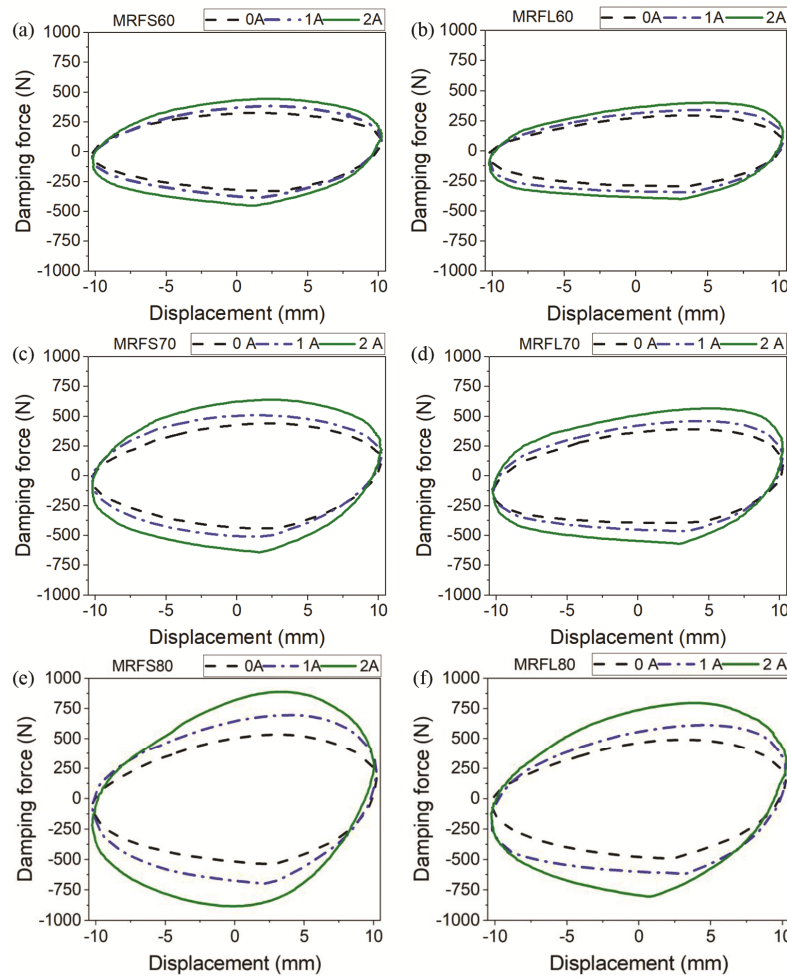 (a) MRFS60 0A 1A 2A
1000
750
500
250
0
-250
-500
-750
-1000
Damping force (N)
-10 -5 0 5 10
Displacement (mm)
(b) MRFL60 0A 1A 2A
1000
750
500
250
0
-250
-500
-750
-1000
Damping force (N)
-10 -5 0 5 10
Displacement (mm)
(c) MRFS70 0 A 1 A 2 A
1000
750
500
250
0
-250
-500
-750
-1000
Damping force (N)
-10 -5 0 5 10
Displacement (mm)
(d) MRFL70 0 A 1 A 2 A
1000
750
500
250
0
-250
-500
-750
-1000
Damping force (N)
-10 -5 0 5 10
Displacement (mm)
(e) MRFS80 0A 1A 2A
1000
750
500
250
0
-250
-500
-750
-1000
Damping force (N)
-10 -5 0 5 10
Displacement (mm)
(f) MRFL80 0 A 1 A 2 A
1000
750
500
250
0
-250
-500
-750
-1000
Damping force (N)
-10 -5 0 5 10
Displacement (mm)